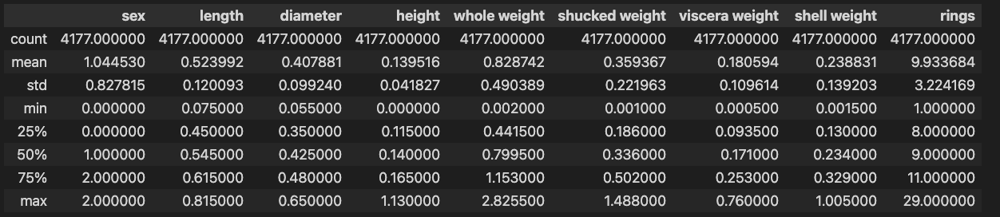 sex length diameter height whole weight shucked weight viscera weight shell weight rings
count 4177.000000 4177.000000 4177.000000 4177.000000 4177.000000 4177.000000 4177.000000 4177.000000 4177.000000
mean 1.044530 0.523992 0.407881 0.139516 0.828742 0.359367 0.180594 0.238831 9.933684
std 0.827815 0.120093 0.099240 0.041827 0.490389 0.221963 0.109614 0.139203 3.224169
min 0.000000 0.075000 0.055000 0.000000 0.002000 0.001000 0.000500 0.001500 1.000000
25% 0.000000 0.450000 0.350000 0.115000 0.441500 0.186000 0.093500 0.130000 8.000000
50% 1.000000 0.545000 0.425000 0.140000 0.799500 0.336000 0.171000 0.234000 9.000000
75% 2.000000 0.615000 0.480000 0.165000 1.153000 0.502000 0.253000 0.329000 11.000000
max 2.000000 0.815000 0.650000 1.130000 2.825500 1.488000 0.760000 1.005000 29.000000